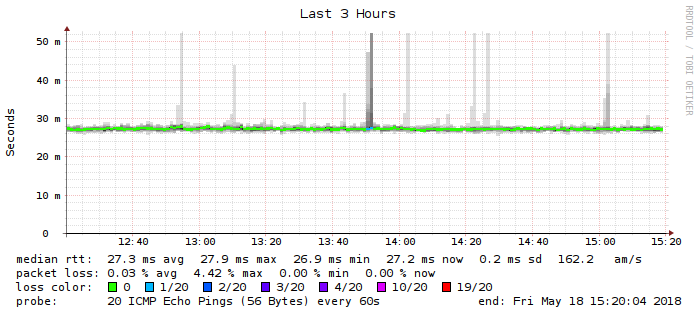 Last 3 Hours
RRDTOOL / TOBI OETIKER
Seconds
50 m
40 m
30 m
20 m
10 m
0
12:40 13:00 13:20 13:40 14:00 14:20 14:40 15:00 15:20
median rtt: 27.3 ms avg 27.9 ms max 26.9 ms min 27.2 ms now 0.2 ms sd 162.2 am/s
packet loss: 0.03 % avg 4.42 % max 0.00 % min 0.00 % now
loss color: 0 1/20 2/20 3/20 4/20 10/20 19/20
probe: 20 ICMP Echo Pings (56 Bytes) every 60s end: Fri May 18 15:20:04 2018